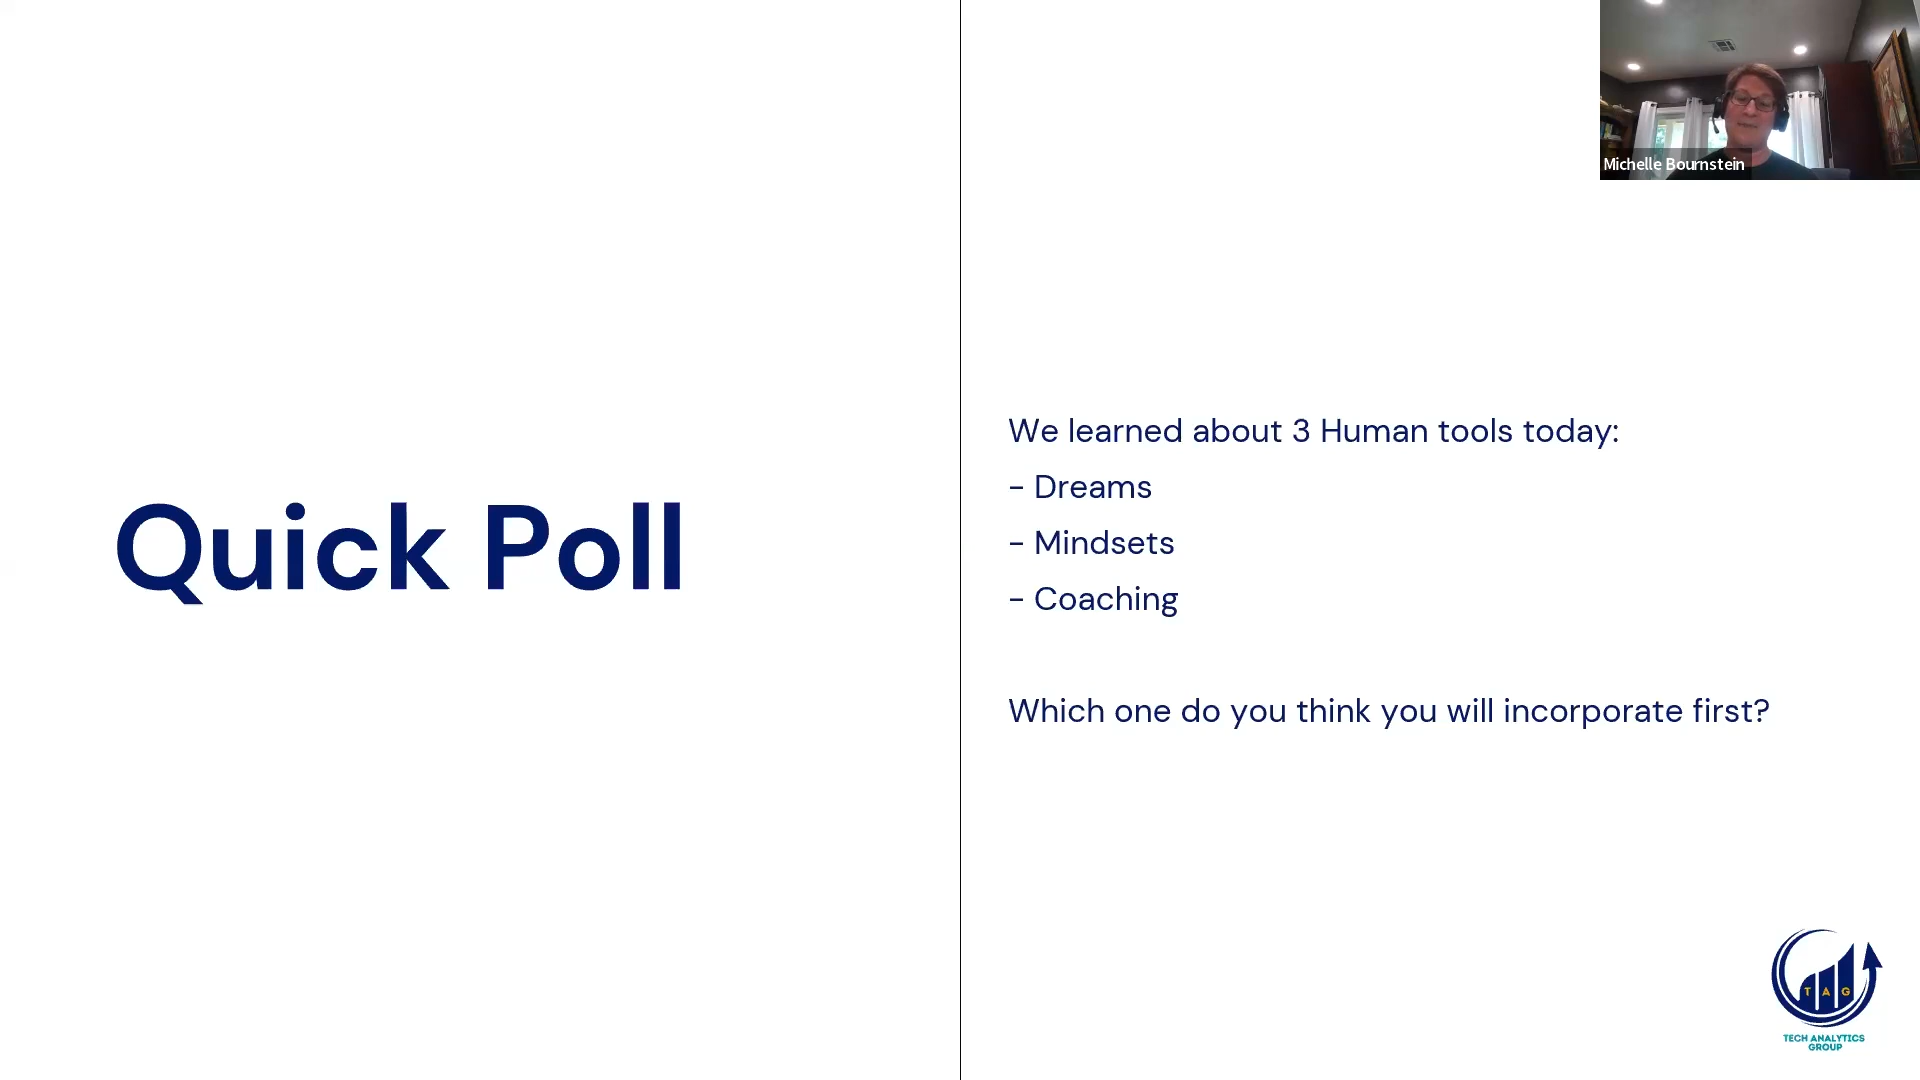 Michelle Bournstein
Quick Poll
We learned about 3 Human tools today:
- Dreams
- Mindsets
- Coaching
Which one do you think you will incorporate first?
T A G
TECH ANALYTICS
GROUP